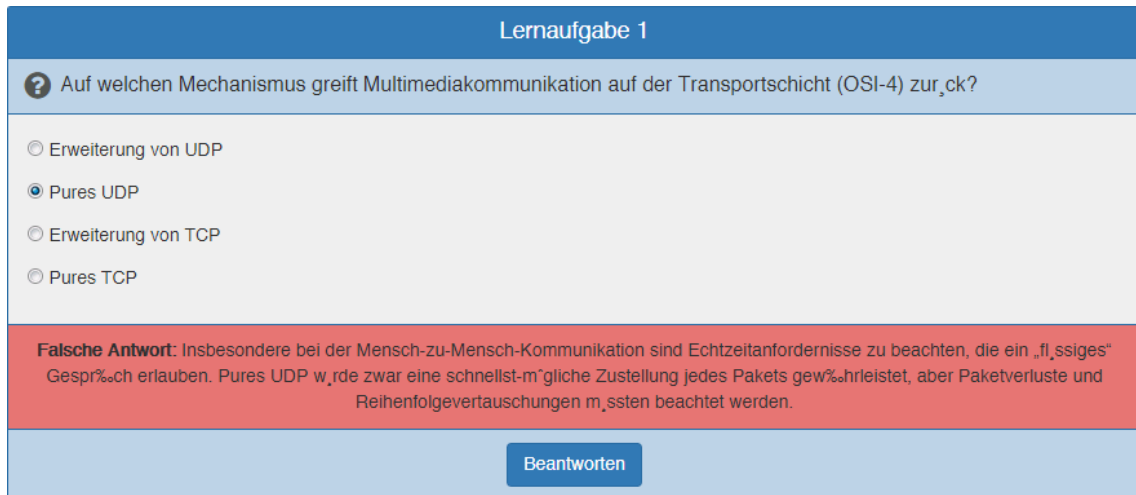 Lernaufgabe 1
Auf welchen Mechanismus greift Multimediakommunikation auf der Transportschicht (OSI-4) zur¸ck?
Erweiterung von UDP
Pures UDP
Erweiterung von TCP
Pures TCP
Falsche Antwort: Insbesondere bei der Mensch-zu-Mensch-Kommunikation sind Echtzeitanfordernisse zu beachten, die ein „fl¸ssiges“
Gespr‰ch erlauben. Pures UDP w¸rde zwar eine schnellst-mˆgliche Zustellung jedes Pakets gew‰hrleistet, aber Paketverluste und
Reihenfolgevertauschungen m¸ssten beachtet werden.
Beantworten